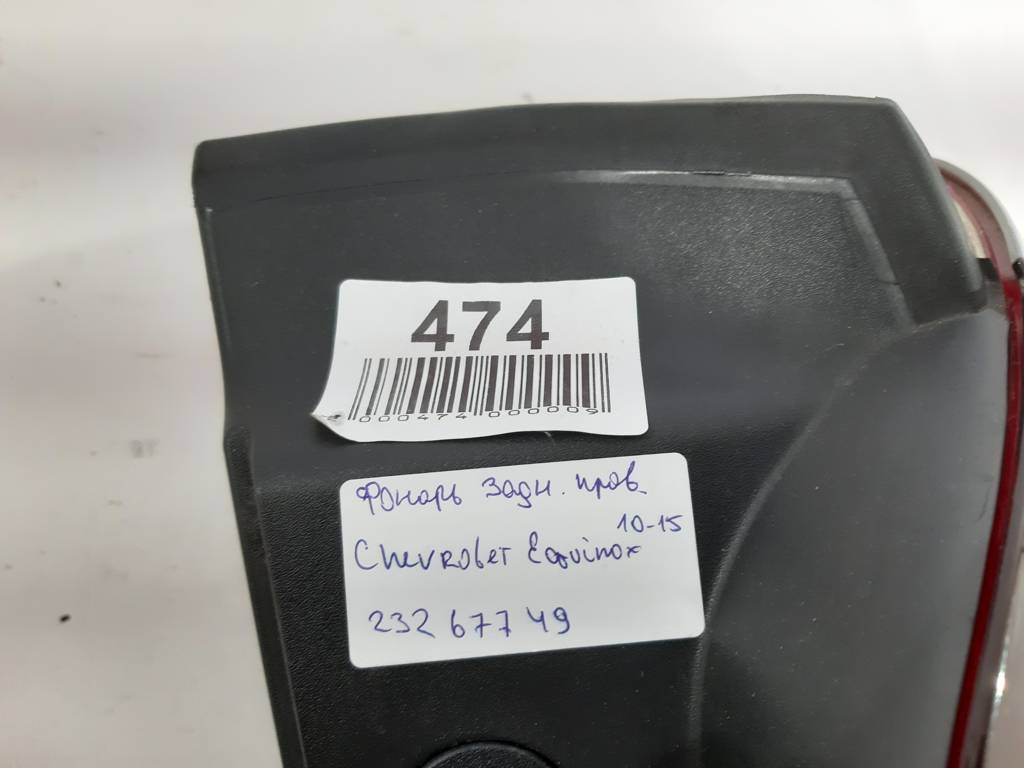 474
000474000009
Фонарь задн. прав.
10-15
Chevrolet Equinox
23267749